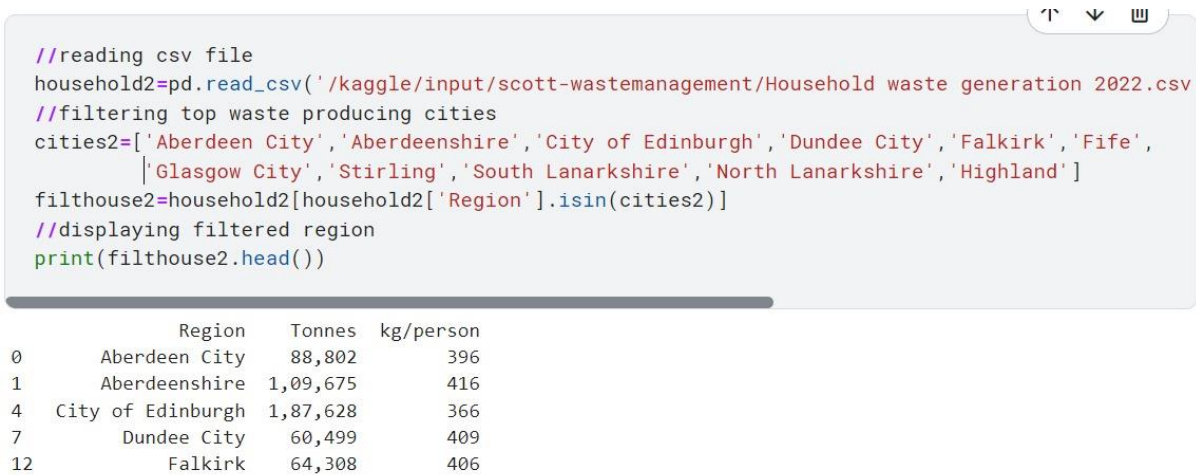 //reading csv file
household2=pd.read_csv('/kaggle/input/scott-wastemanagement/Household waste generation 2022.csv
//filtering top waste producing cities
cities2=['Aberdeen City','Aberdeenshire','City of Edinburgh','Dundee City','Falkirk','Fife',
'Glasgow City','Stirling','South Lanarkshire','North Lanarkshire','Highland']
filthouse2=household2[household2['Region'].isin(cities2)]
//displaying filtered region
print(filthouse2.head())
Region Tonnes kg/person
0 Aberdeen City 88,802 396
1 Aberdeenshire 1,09,675 416
4 City of Edinburgh 1,87,628 366
7 Dundee City 60,499 409
12 Falkirk 64,308 406